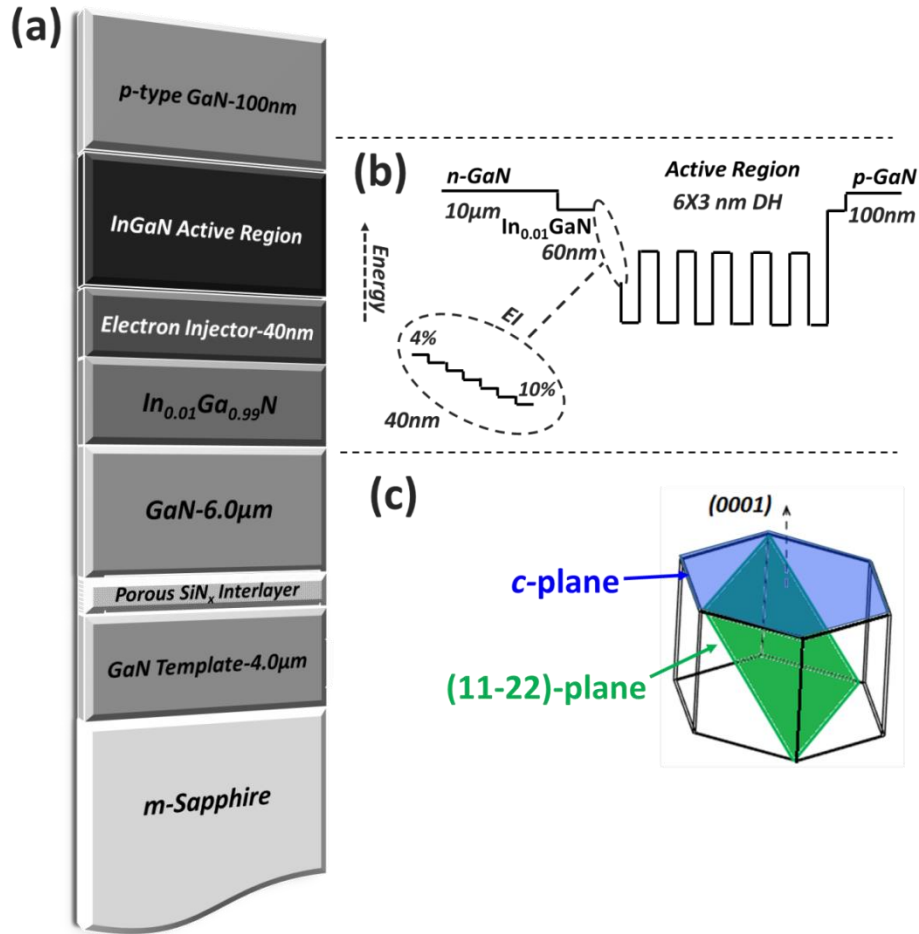 (a)
p-type GaN-100nm
InGaN Active Region
Electron Injector-40nm
In0.01Ga0.99N
GaN-6.0μm
Porous SiNx Interlayer
GaN Template-4.0μm
m-Sapphire
(b)
n-GaN
10μm
In0.01GaN
60nm
Active Region
6X3 nm DH
p-GaN
100nm
Energy
EI
4%
10%
40nm
(c)
(0001)
c-plane
(11-22)-plane